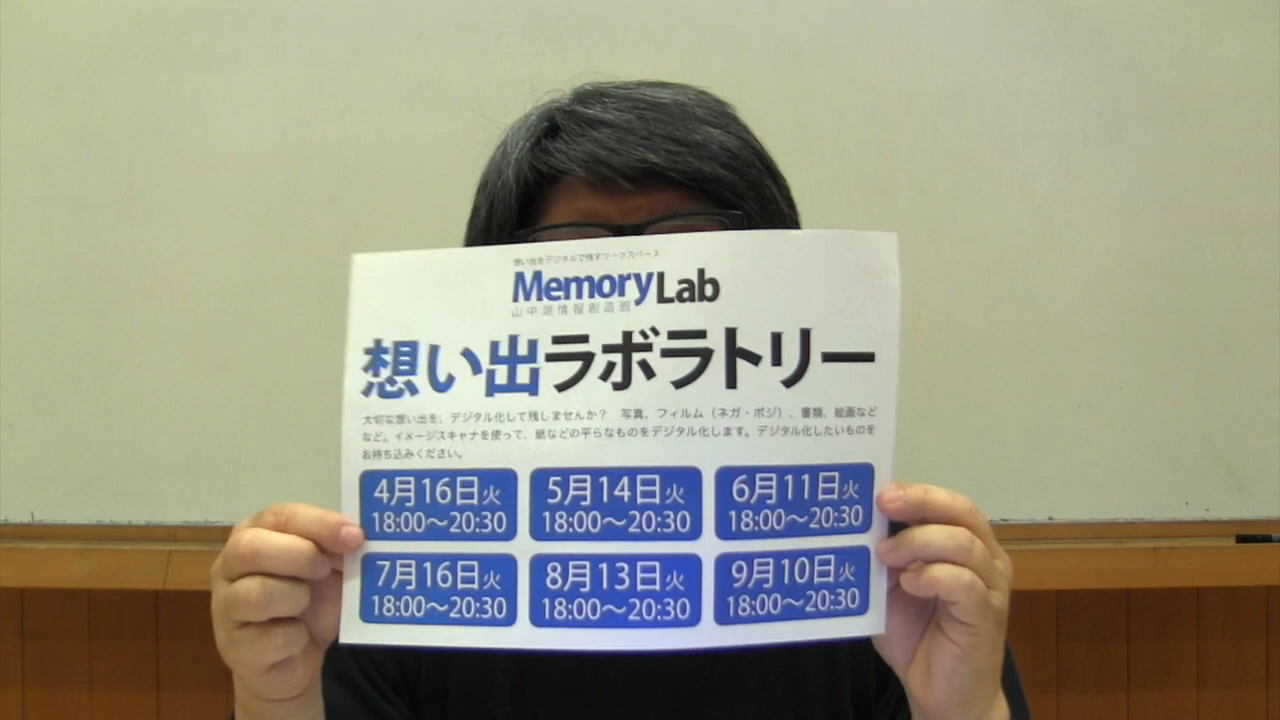 想い出をデジタルで残すワークスペース
MemoryLab
山中湖情報創造館
想い出ラボラトリー
大切な想い出を、デジタル化して残しませんか？　写真、フィルム（ネガ・ポジ）、書類、絵画など
など。イメージスキャナを使って、紙などの平らなものをデジタル化します。デジタル化したいものを
お持ち込みください。
4月16日火 5月14日火 6月11日火
18:00～20:30 18:00～20:30 18:00～20:30
7月16日火 8月13日火 9月10日火
18:00～20:30 18:00～20:30 18:00～20:30